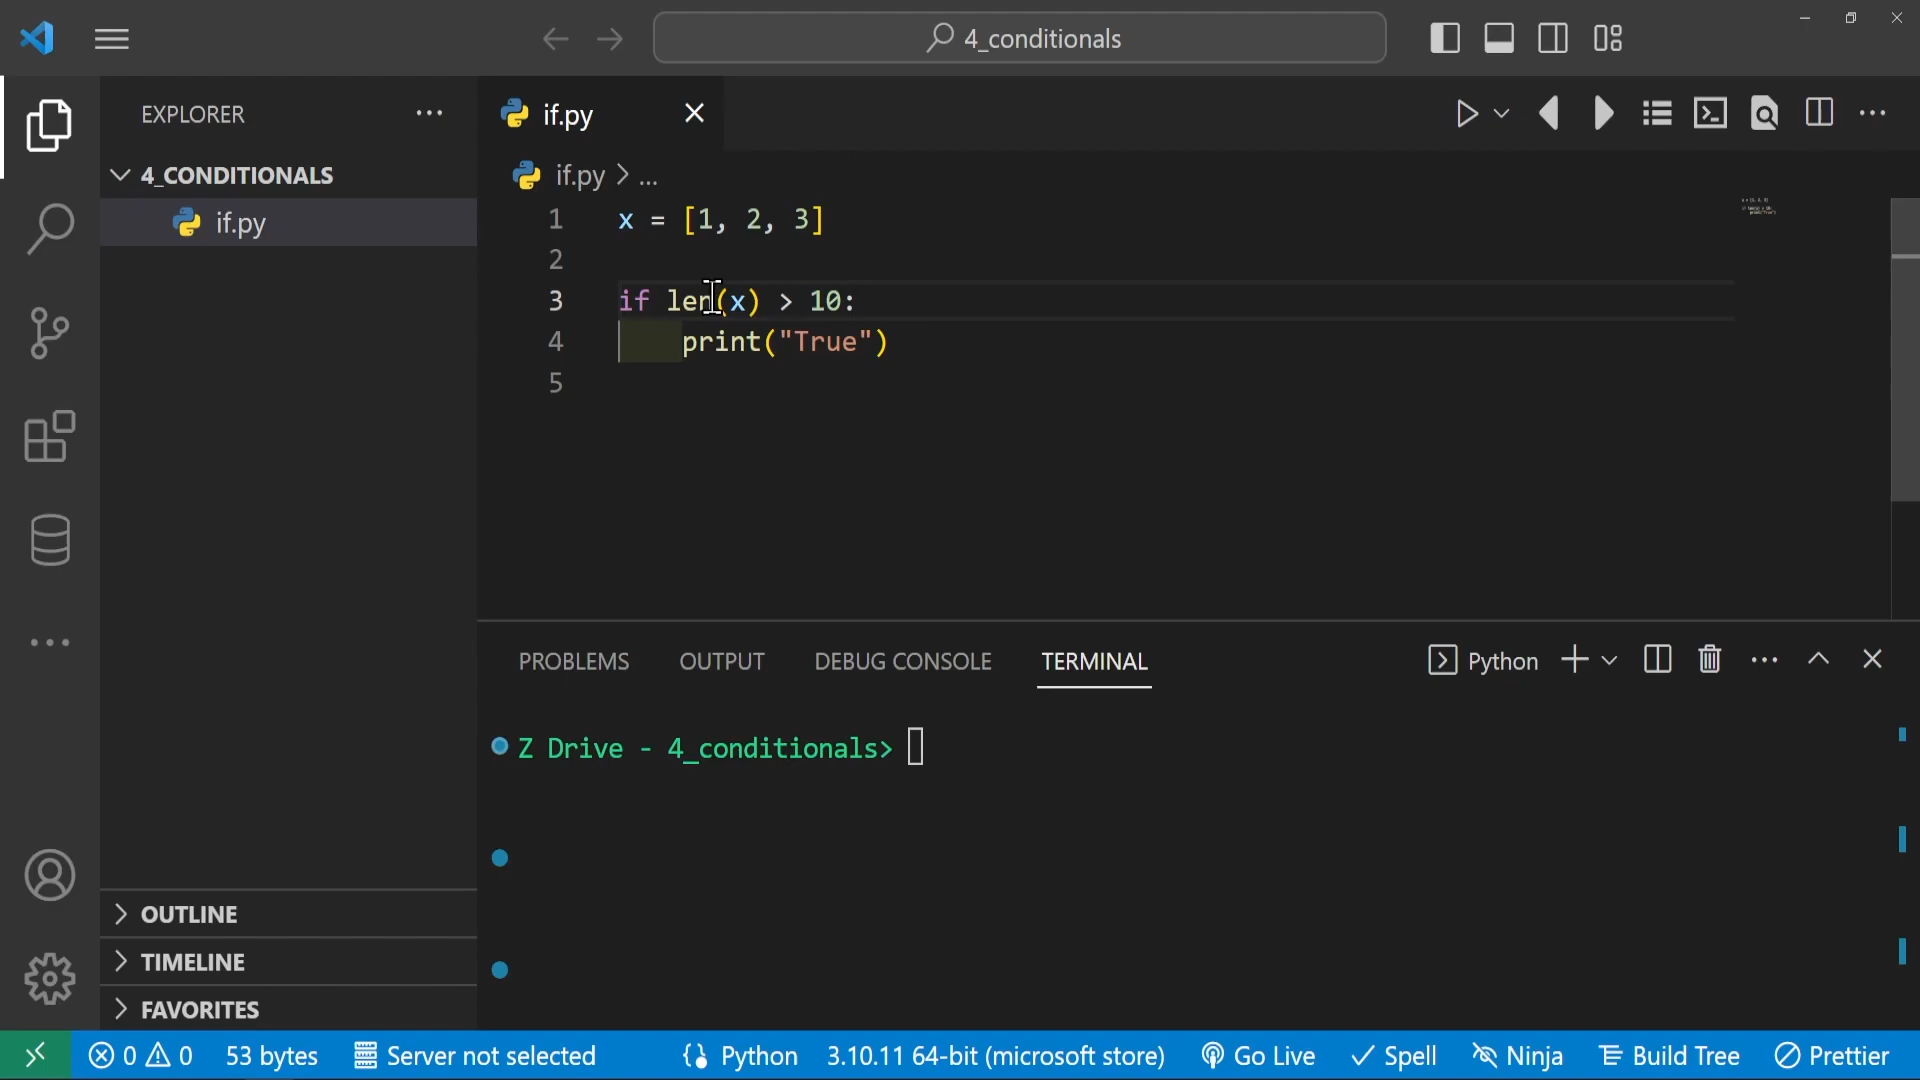 4_conditionals
EXPLORER
if.py
4_CONDITIONALS
if.py > ...
if.py
1 x = [1, 2, 3]
2
3 if len(x) > 10:
4 print("True")
5
PROBLEMS OUTPUT DEBUG CONSOLE TERMINAL Python
Z Drive - 4_conditionals>
OUTLINE
TIMELINE
FAVORITES
0 0 53 bytes Server not selected Python 3.10.11 64-bit (microsoft store) Go Live Spell Ninja Build Tree Prettier